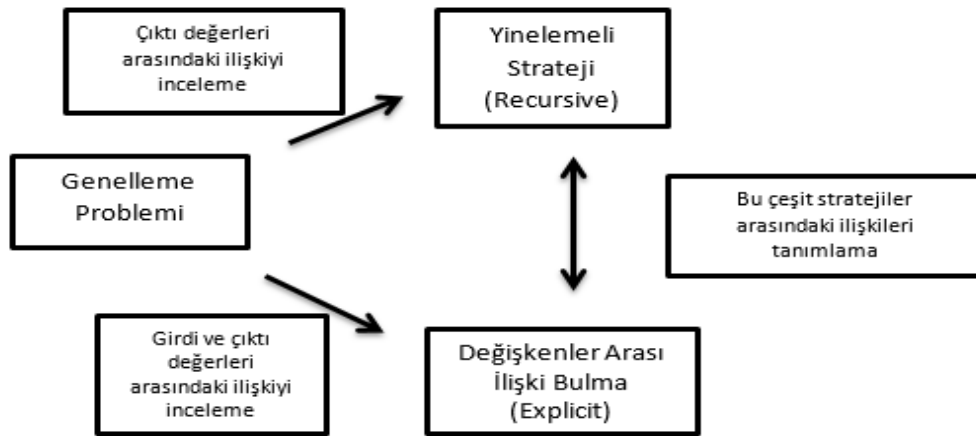 Çıktı değerleri
arasındaki ilişkiyi
inceleme
Yinelemeli
Strateji
(Recursive)
Genelleme
Problemi
Bu çeşit stratejiler
arasındaki ilişkileri
tanımlama
Girdi ve çıktı
değerleri
arasındaki ilişkiyi
inceleme
Değişkenler Arası
İlişki Bulma
(Explicit)